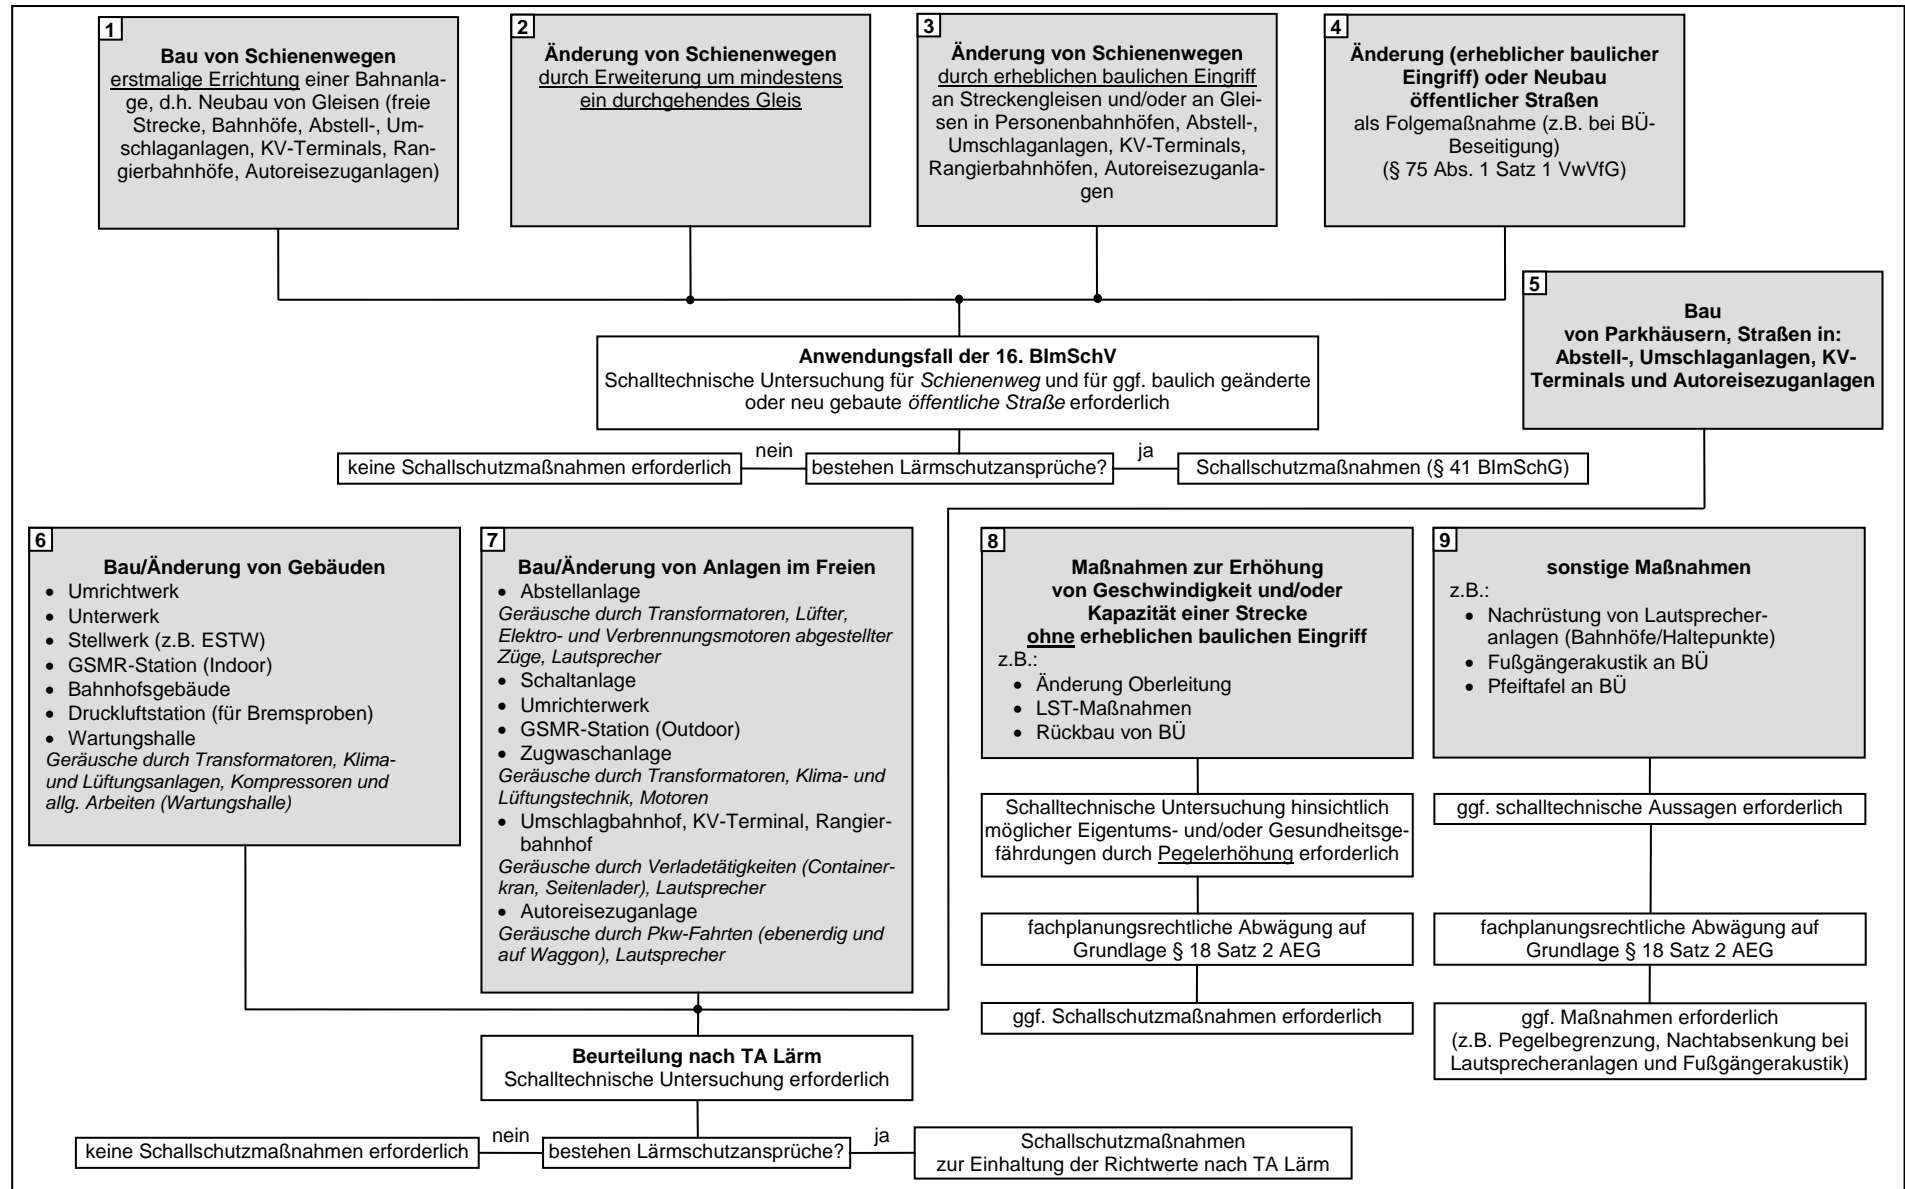 1
Bau von Schienenwegen
erstmalige Errichtung einer Bahnanla-
ge, d.h. Neubau von Gleisen (freie
Strecke, Bahnhöfe, Abstell-, Um-
schlaganlagen, KV-Terminals, Ran-
gierbahnhöfe, Autoreisezuganlagen)
2
Änderung von Schienenwegen
durch Erweiterung um mindestens
ein durchgehendes Gleis
3
Änderung von Schienenwegen
durch erheblichen baulichen Eingriff
an Streckengleisen und/oder an Glei-
sen in Personenbahnhöfen, Abstell-,
Umschlaganlagen, KV-Terminals,
Rangierbahnhöfen, Autoreisezuganla-
gen
4
Änderung (erheblicher baulicher
Eingriff) oder Neubau
öffentlicher Straßen
als Folgemaßnahme (z.B. bei BÜ-
Beseitigung)
(§ 75 Abs. 1 Satz 1 VwVfG)
5
Bau
von Parkhäusern, Straßen in:
Abstell-, Umschlaganlagen, KV-
Terminals und Autoreisezuganlagen
Anwendungsfall der 16. BImSchV
Schalltechnische Untersuchung für Schienenweg und für ggf. baulich geänderte
oder neu gebaute öffentliche Straße erforderlich
keine Schallschutzmaßnahmen erforderlich
nein
bestehen Lärmschutzansprüche?
ja
Schallschutzmaßnahmen (§ 41 BImSchG)
6
Bau/Änderung von Gebäuden
• Umrichtwerk
• Unterwerk
• Stellwerk (z.B. ESTW)
• GSMR-Station (Indoor)
• Bahnhofsgebäude
• Druckluftstation (für Bremsproben)
• Wartungshalle
Geräusche durch Transformatoren, Klima-
und Lüftungsanlagen, Kompressoren und
allg. Arbeiten (Wartungshalle)
7
Bau/Änderung von Anlagen im Freien
• Abstellanlage
Geräusche durch Transformatoren, Lüfter,
Elektro- und Verbrennungsmotoren abgestellter
Züge, Lautsprecher
• Schaltanlage
• Umrichterwerk
• GSMR-Station (Outdoor)
• Zugwaschanlage
Geräusche durch Transformatoren, Klima- und
Lüftungstechnik, Motoren
• Umschlagbahnhof, KV-Terminal, Rangier-
bahnhof
Geräusche durch Verladetätigkeiten (Container-
kran, Seitenlader), Lautsprecher
• Autoreisezuganlage
Geräusche durch Pkw-Fahrten (ebenerdig und
auf Waggon), Lautsprecher
8
Maßnahmen zur Erhöhung
von Geschwindigkeit und/oder
Kapazität einer Strecke
ohne erheblichen baulichen Eingriff
z.B.:
• Änderung Oberleitung
• LST-Maßnahmen
• Rückbau von BÜ
9
sonstige Maßnahmen
z.B.:
• Nachrüstung von Lautsprecher-
anlagen (Bahnhöfe/Haltepunkte)
• Fußgängerakustik an BÜ
• Pfeiftafel an BÜ
Schalltechnische Untersuchung hinsichtlich
möglicher Eigentums- und/oder Gesundheitsge-
fährdungen durch Pegelerhöhung erforderlich
ggf. schalltechnische Aussagen erforderlich
fachplanungsrechtliche Abwägung auf
Grundlage § 18 Satz 2 AEG
fachplanungsrechtliche Abwägung auf
Grundlage § 18 Satz 2 AEG
ggf. Schallschutzmaßnahmen erforderlich
ggf. Maßnahmen erforderlich
(z.B. Pegelbegrenzung, Nachtabsenkung bei
Lautsprecheranlagen und Fußgängerakustik)
Beurteilung nach TA Lärm
Schalltechnische Untersuchung erforderlich
keine Schallschutzmaßnahmen erforderlich
nein
bestehen Lärmschutzansprüche?
ja
Schallschutzmaßnahmen
zur Einhaltung der Richtwerte nach TA Lärm